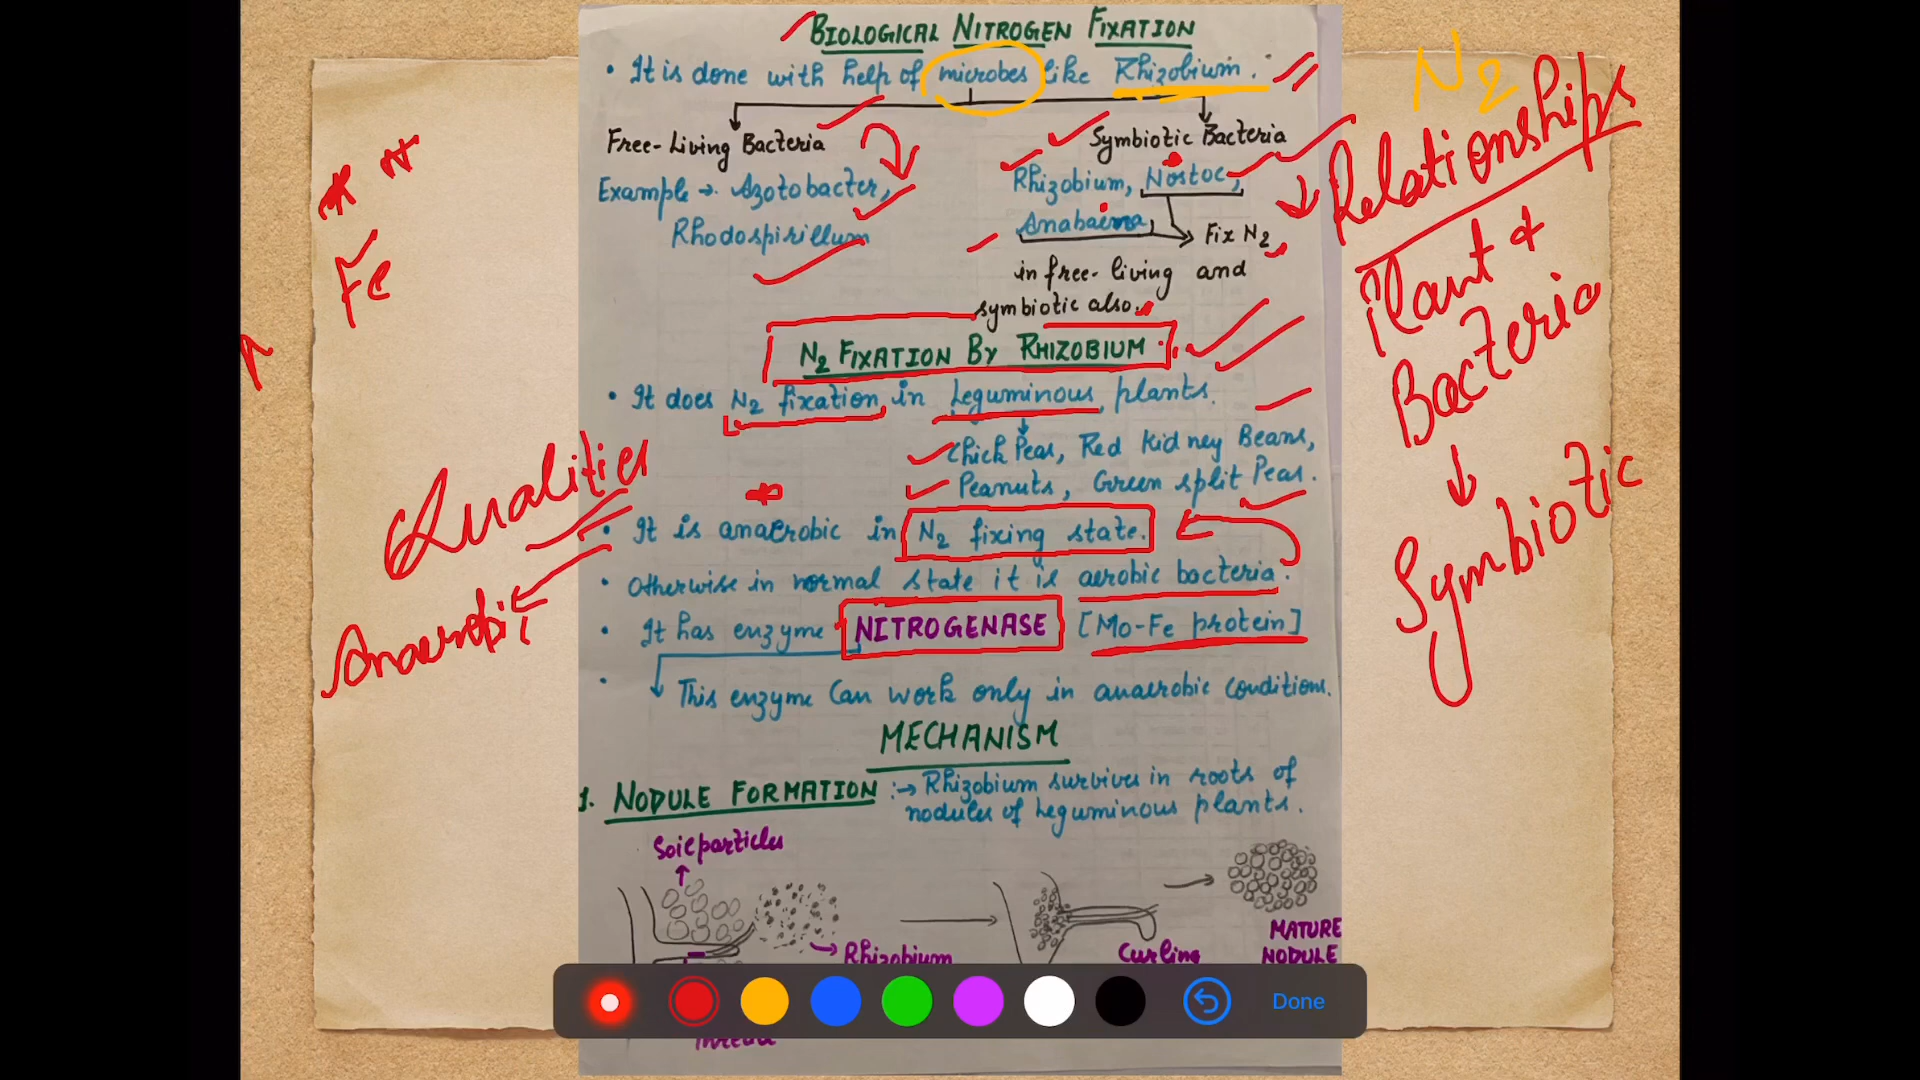 BIOLOGICAL NITROGEN FIXATION
N2
• It is done with help of microbes like Rhizobium.
Relationships
Free-Living Bacteria
Symbiotic Bacteria
Example → Azotobacter,
Rhodospirillum
Rhizobium, Nostoc,
Anabaena, → Fix N2
in free-living and
symbiotic also.
Plant &
Bacteria
↓
Symbiotic
Fe
N2 FIXATION BY RHIZOBIUM
• It does N2 fixation in Leguminous plants.
Chick Peas, Red Kidney Beans,
Peanuts, Green split Peas.
Qualities
Anaerobic
• It is anaerobic in N2 fixing state.
• Otherwise in normal state it is aerobic bacteria.
• It has enzyme NITROGENASE [Mo-Fe protein]
• This enzyme Can work only in anaerobic conditions.
MECHANISM
1. NODULE FORMATION :→ Rhizobium survives in roots of
nodules of Leguminous plants.
Soil particles
Rhizobium
Curling
MATURE
NODULE
Done